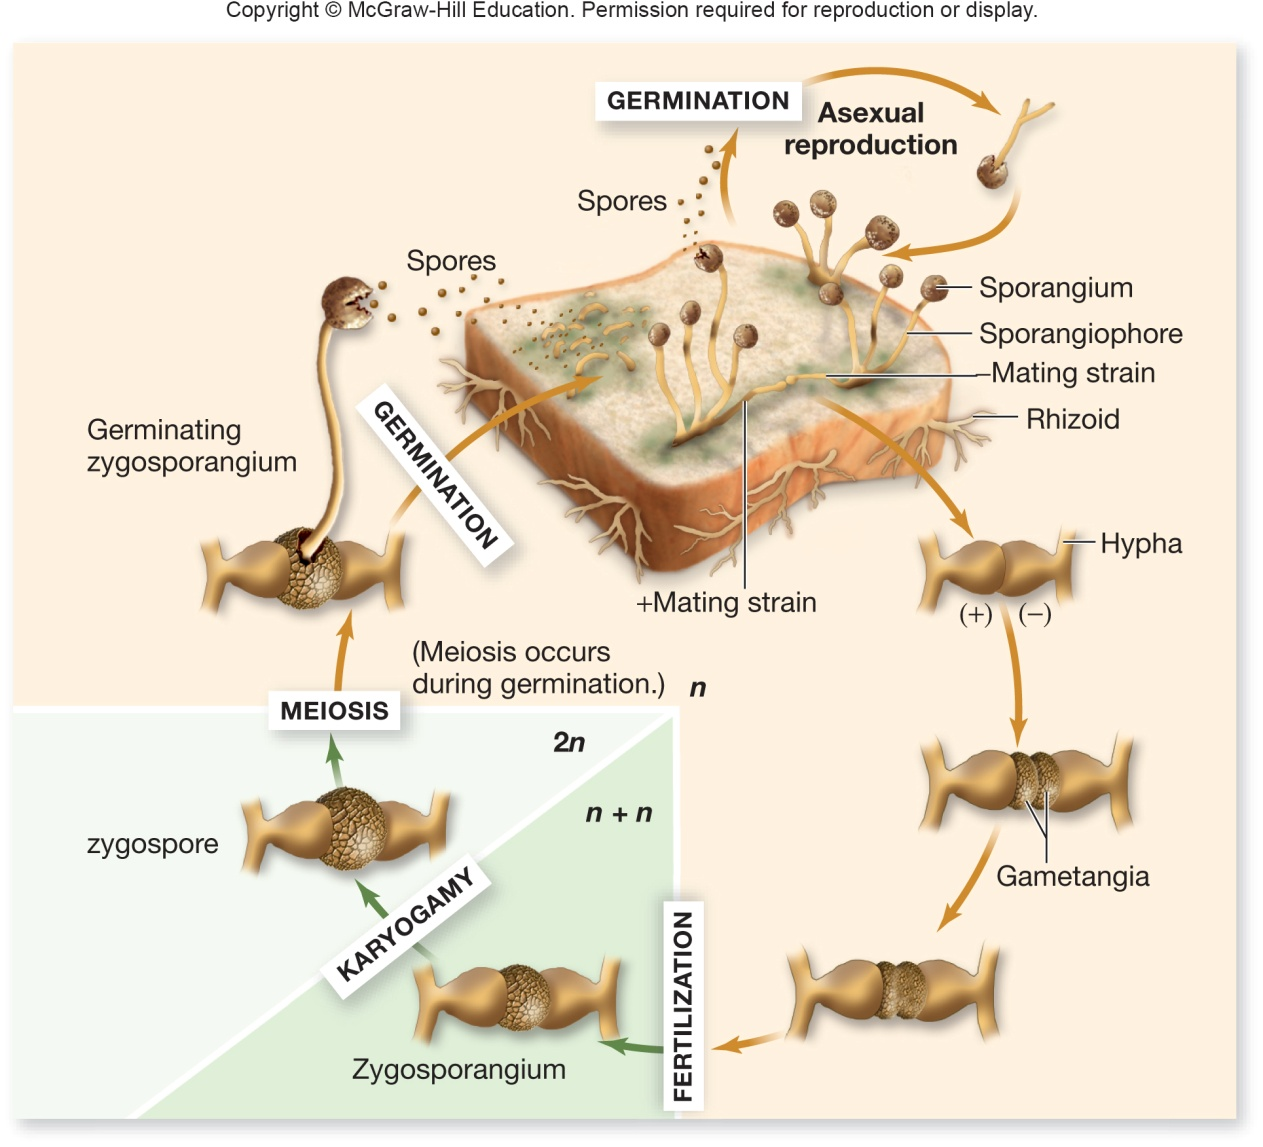 Copyright © McGraw-Hill Education. Permission required for reproduction or display.
GERMINATION
Asexual
reproduction
Spores
Spores
Sporangium
Sporangiophore
–Mating strain
Rhizoid
Germinating
zygosporangium
GERMINATION
Hypha
+Mating strain
(+)
(–)
(Meiosis occurs
during germination.)
n
MEIOSIS
2n
n + n
zygospore
Gametangia
KARYOGAMY
FERTILIZATION
Zygosporangium